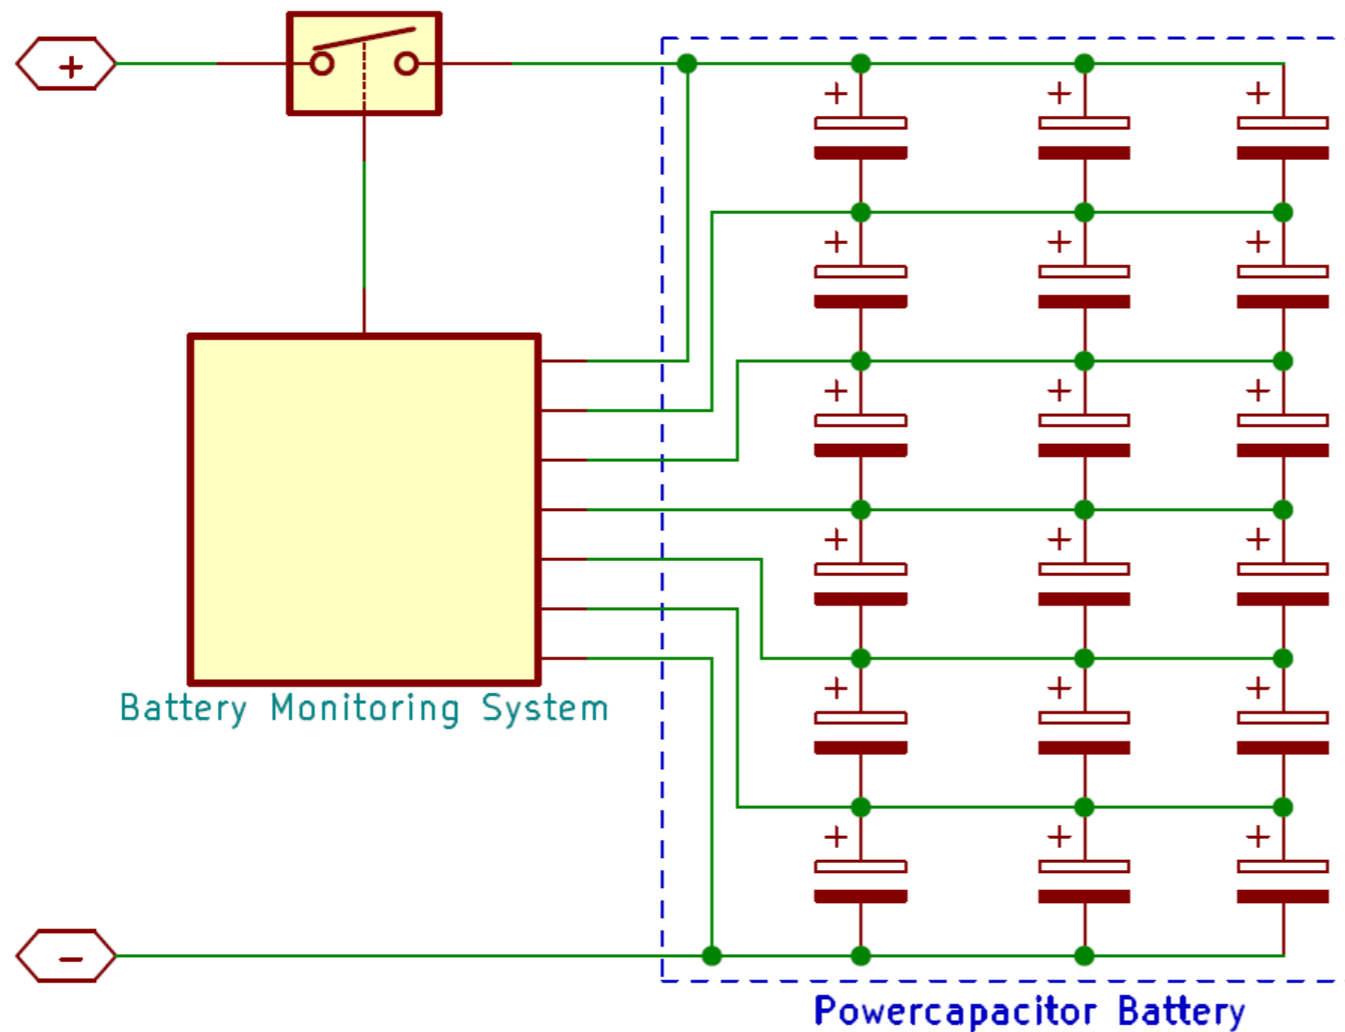 +
+ + +
+ + +
+ + +
+ + +
Battery Monitoring System
+ + +
+ + +
−
Powercapacitor Battery